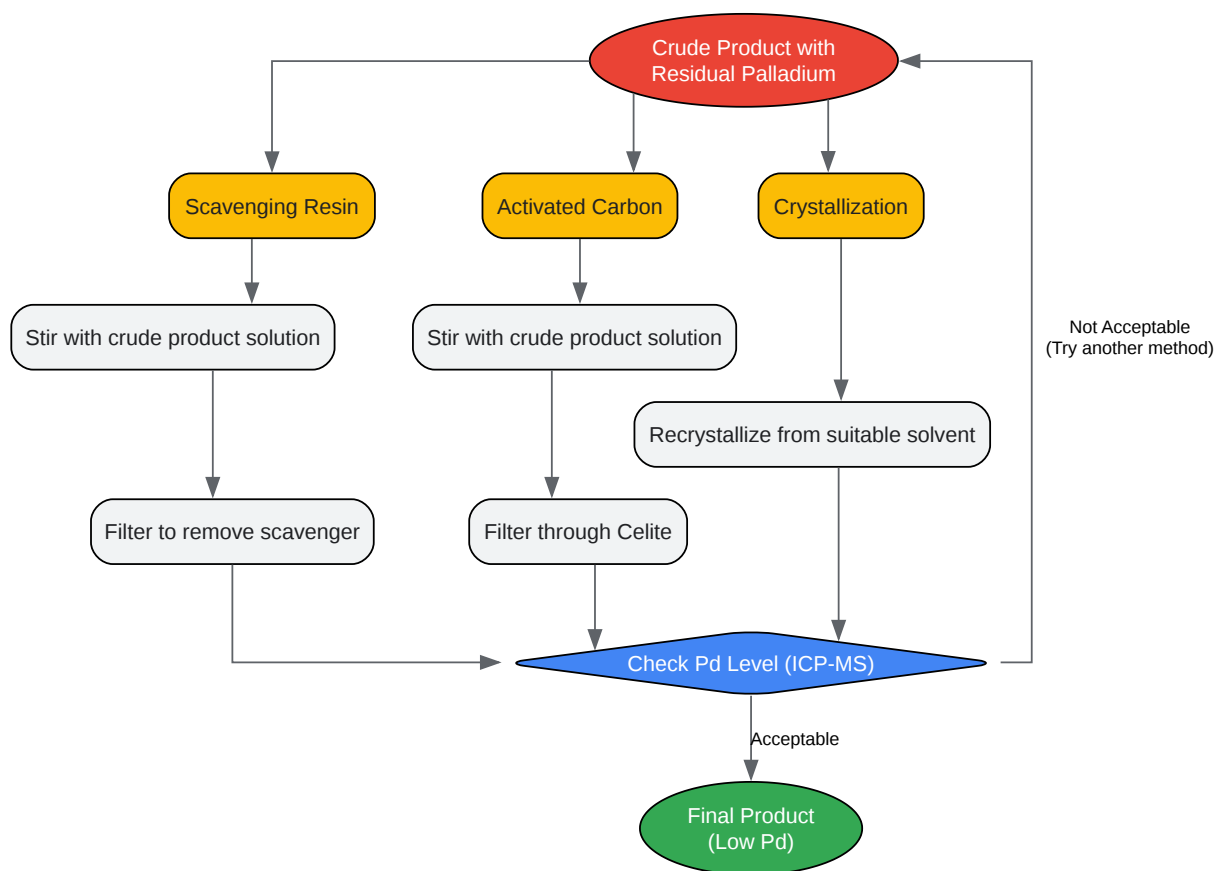 Crude Product with
Residual Palladium
Scavenging Resin
Activated Carbon
Crystallization
Stir with crude product solution
Stir with crude product solution
Not Acceptable
(Try another method)
Recrystallize from suitable solvent
Filter to remove scavenger
Filter through Celite
Check Pd Level (ICP-MS)
Acceptable
Final Product
(Low Pd)